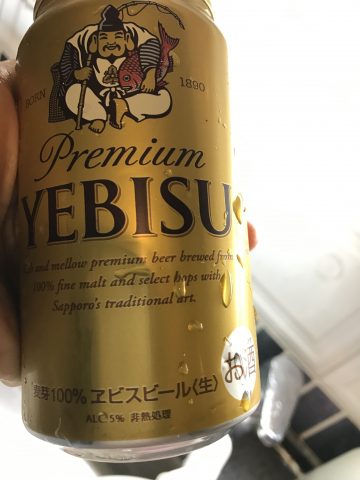 BORN 1890
Premium
YEBISU
and mellow premium beer brewed from
100% fine malt and select hops with
Sapporo's traditional art.
お酒
麦芽100% ヱビスビール〈生〉
ALC.5% 非熱処理